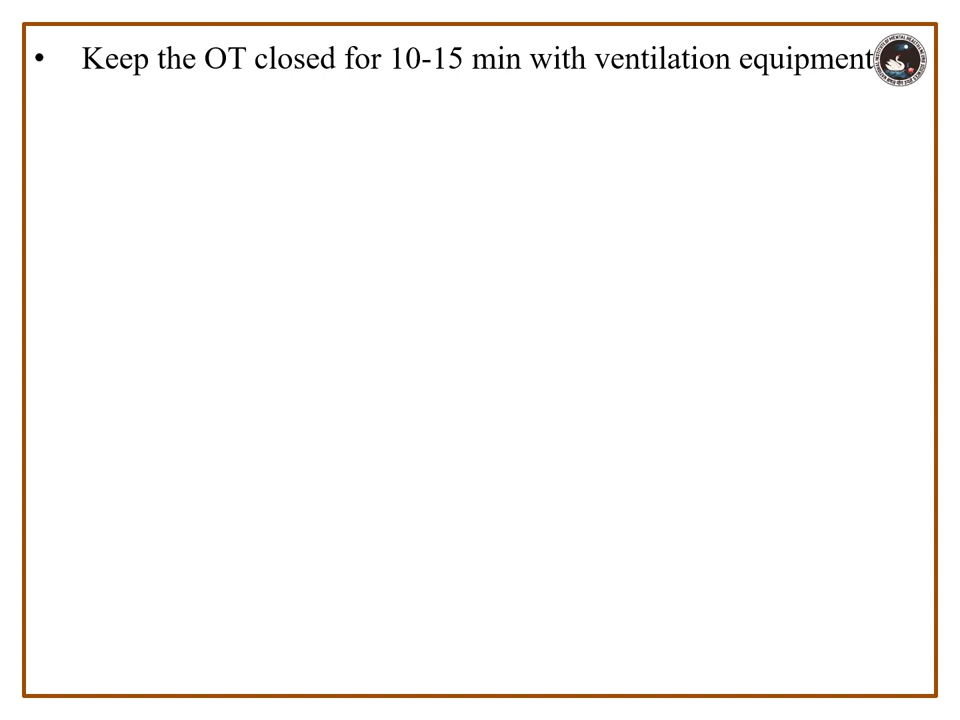 • Keep the OT closed for 10-15 min with ventilation equipment